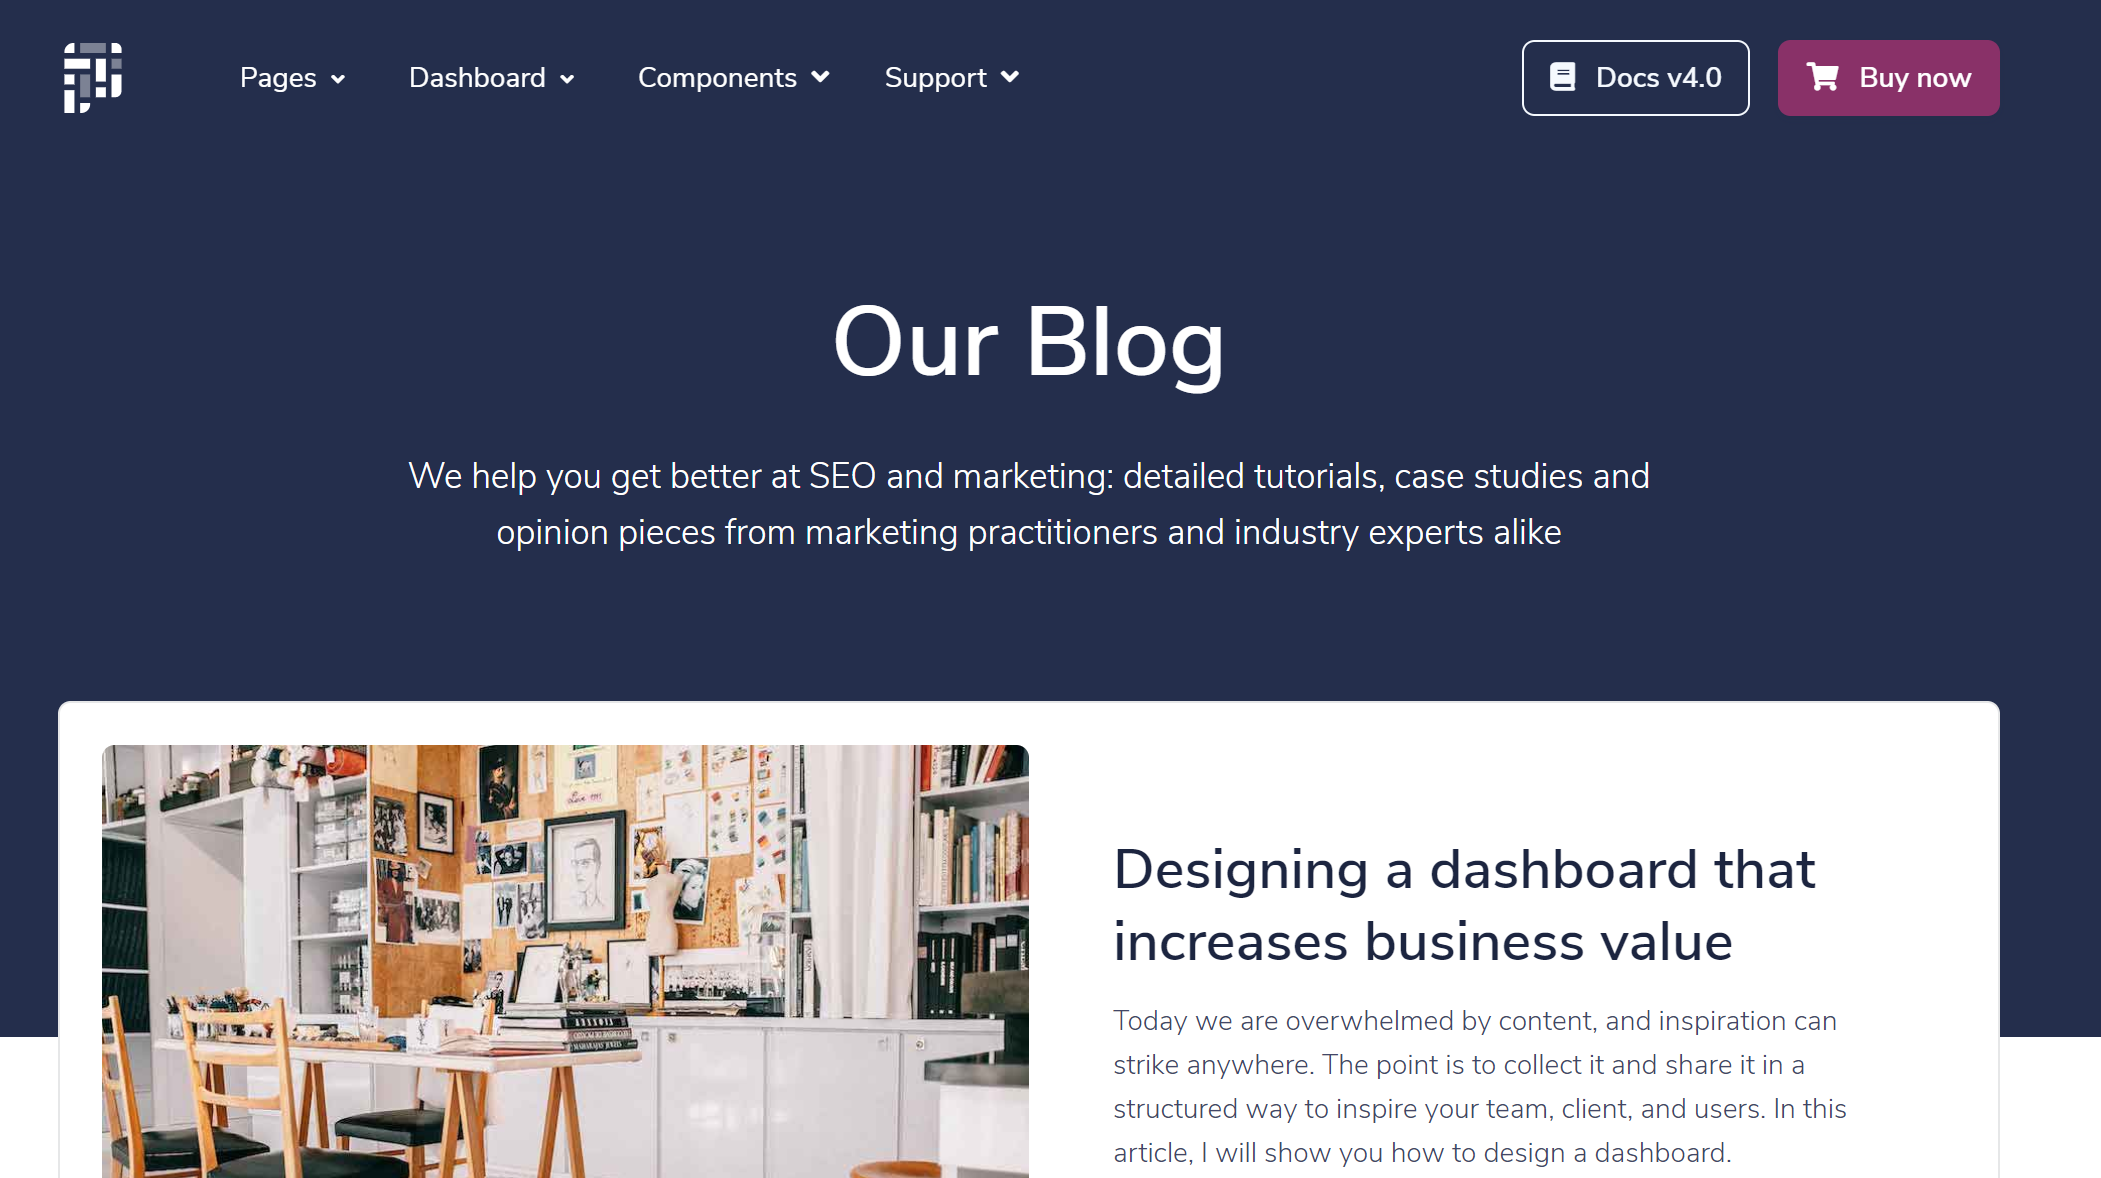 Pages
Dashboard
Components
Support
Docs v4.0
Buy now
Our Blog
We help you get better at SEO and marketing: detailed tutorials, case studies and
opinion pieces from marketing practitioners and industry experts alike
Designing a dashboard that
increases business value
Today we are overwhelmed by content, and inspiration can
strike anywhere. The point is to collect it and share it in a
structured way to inspire your team, client, and users. In this
article, I will show you how to design a dashboard.